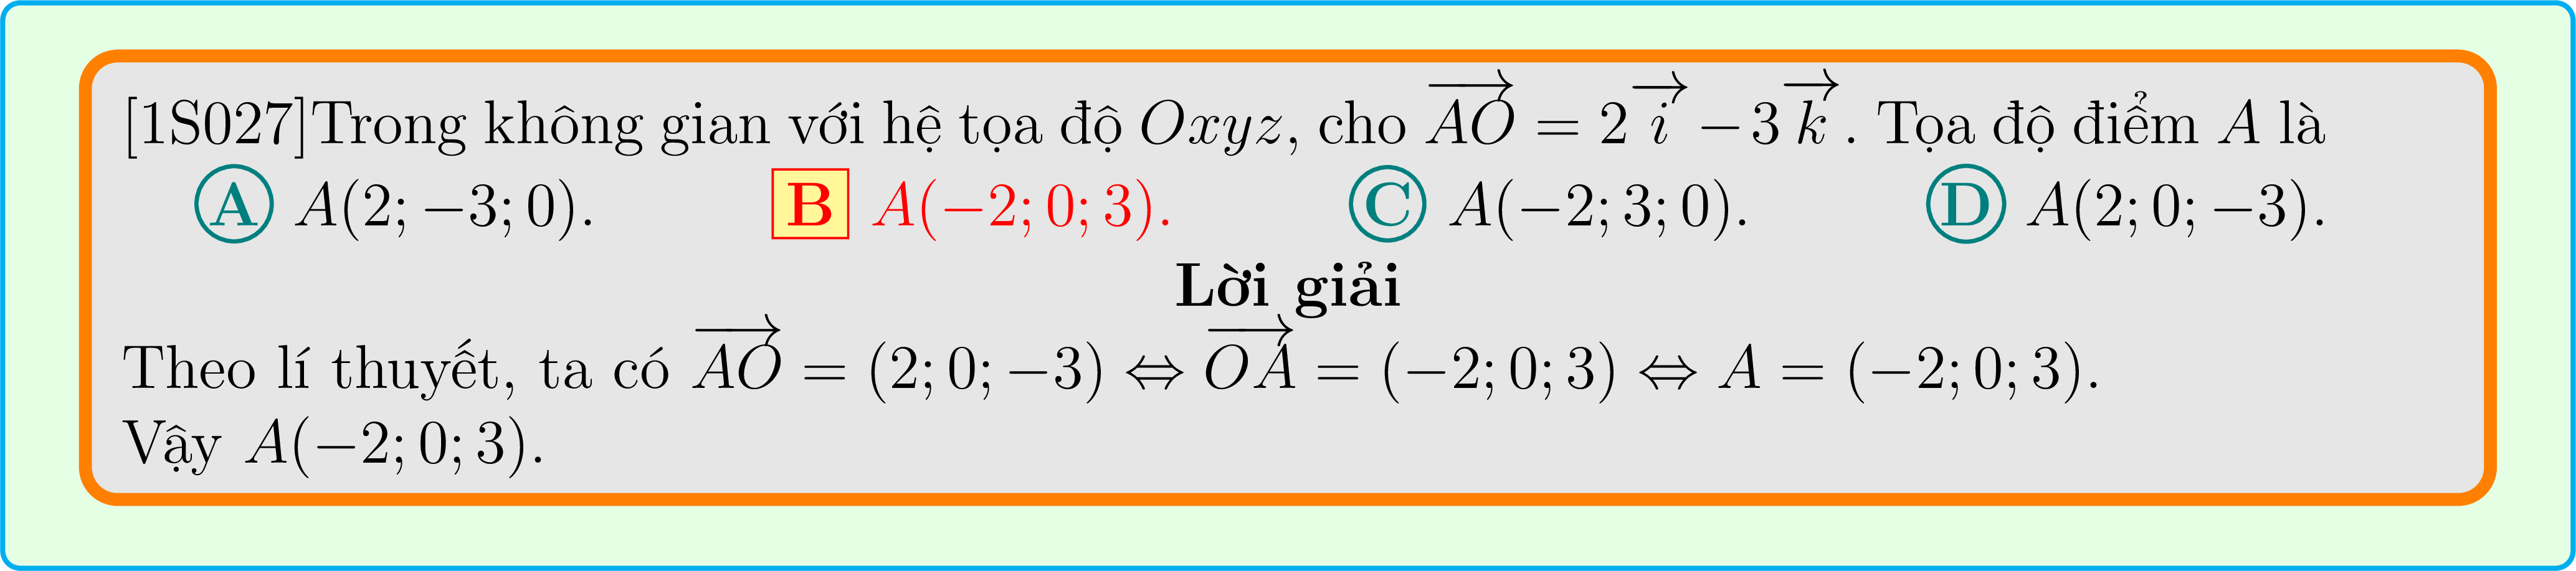 [1S027]Trong không gian với hệ tọa độ Oxyz, cho $\overrightarrow{AO} = 2\overrightarrow{i} - 3\overrightarrow{k}$. Tọa độ điểm A là
A A(2; −3; 0). B A(−2; 0; 3). C A(−2; 3; 0). D A(2; 0; −3).
Lời giải
Theo lí thuyết, ta có $\overrightarrow{AO}$ = (2; 0; −3) ⇔ $\overrightarrow{OA}$ = (−2; 0; 3) ⇔ A = (−2; 0; 3).
Vậy A(−2; 0; 3).